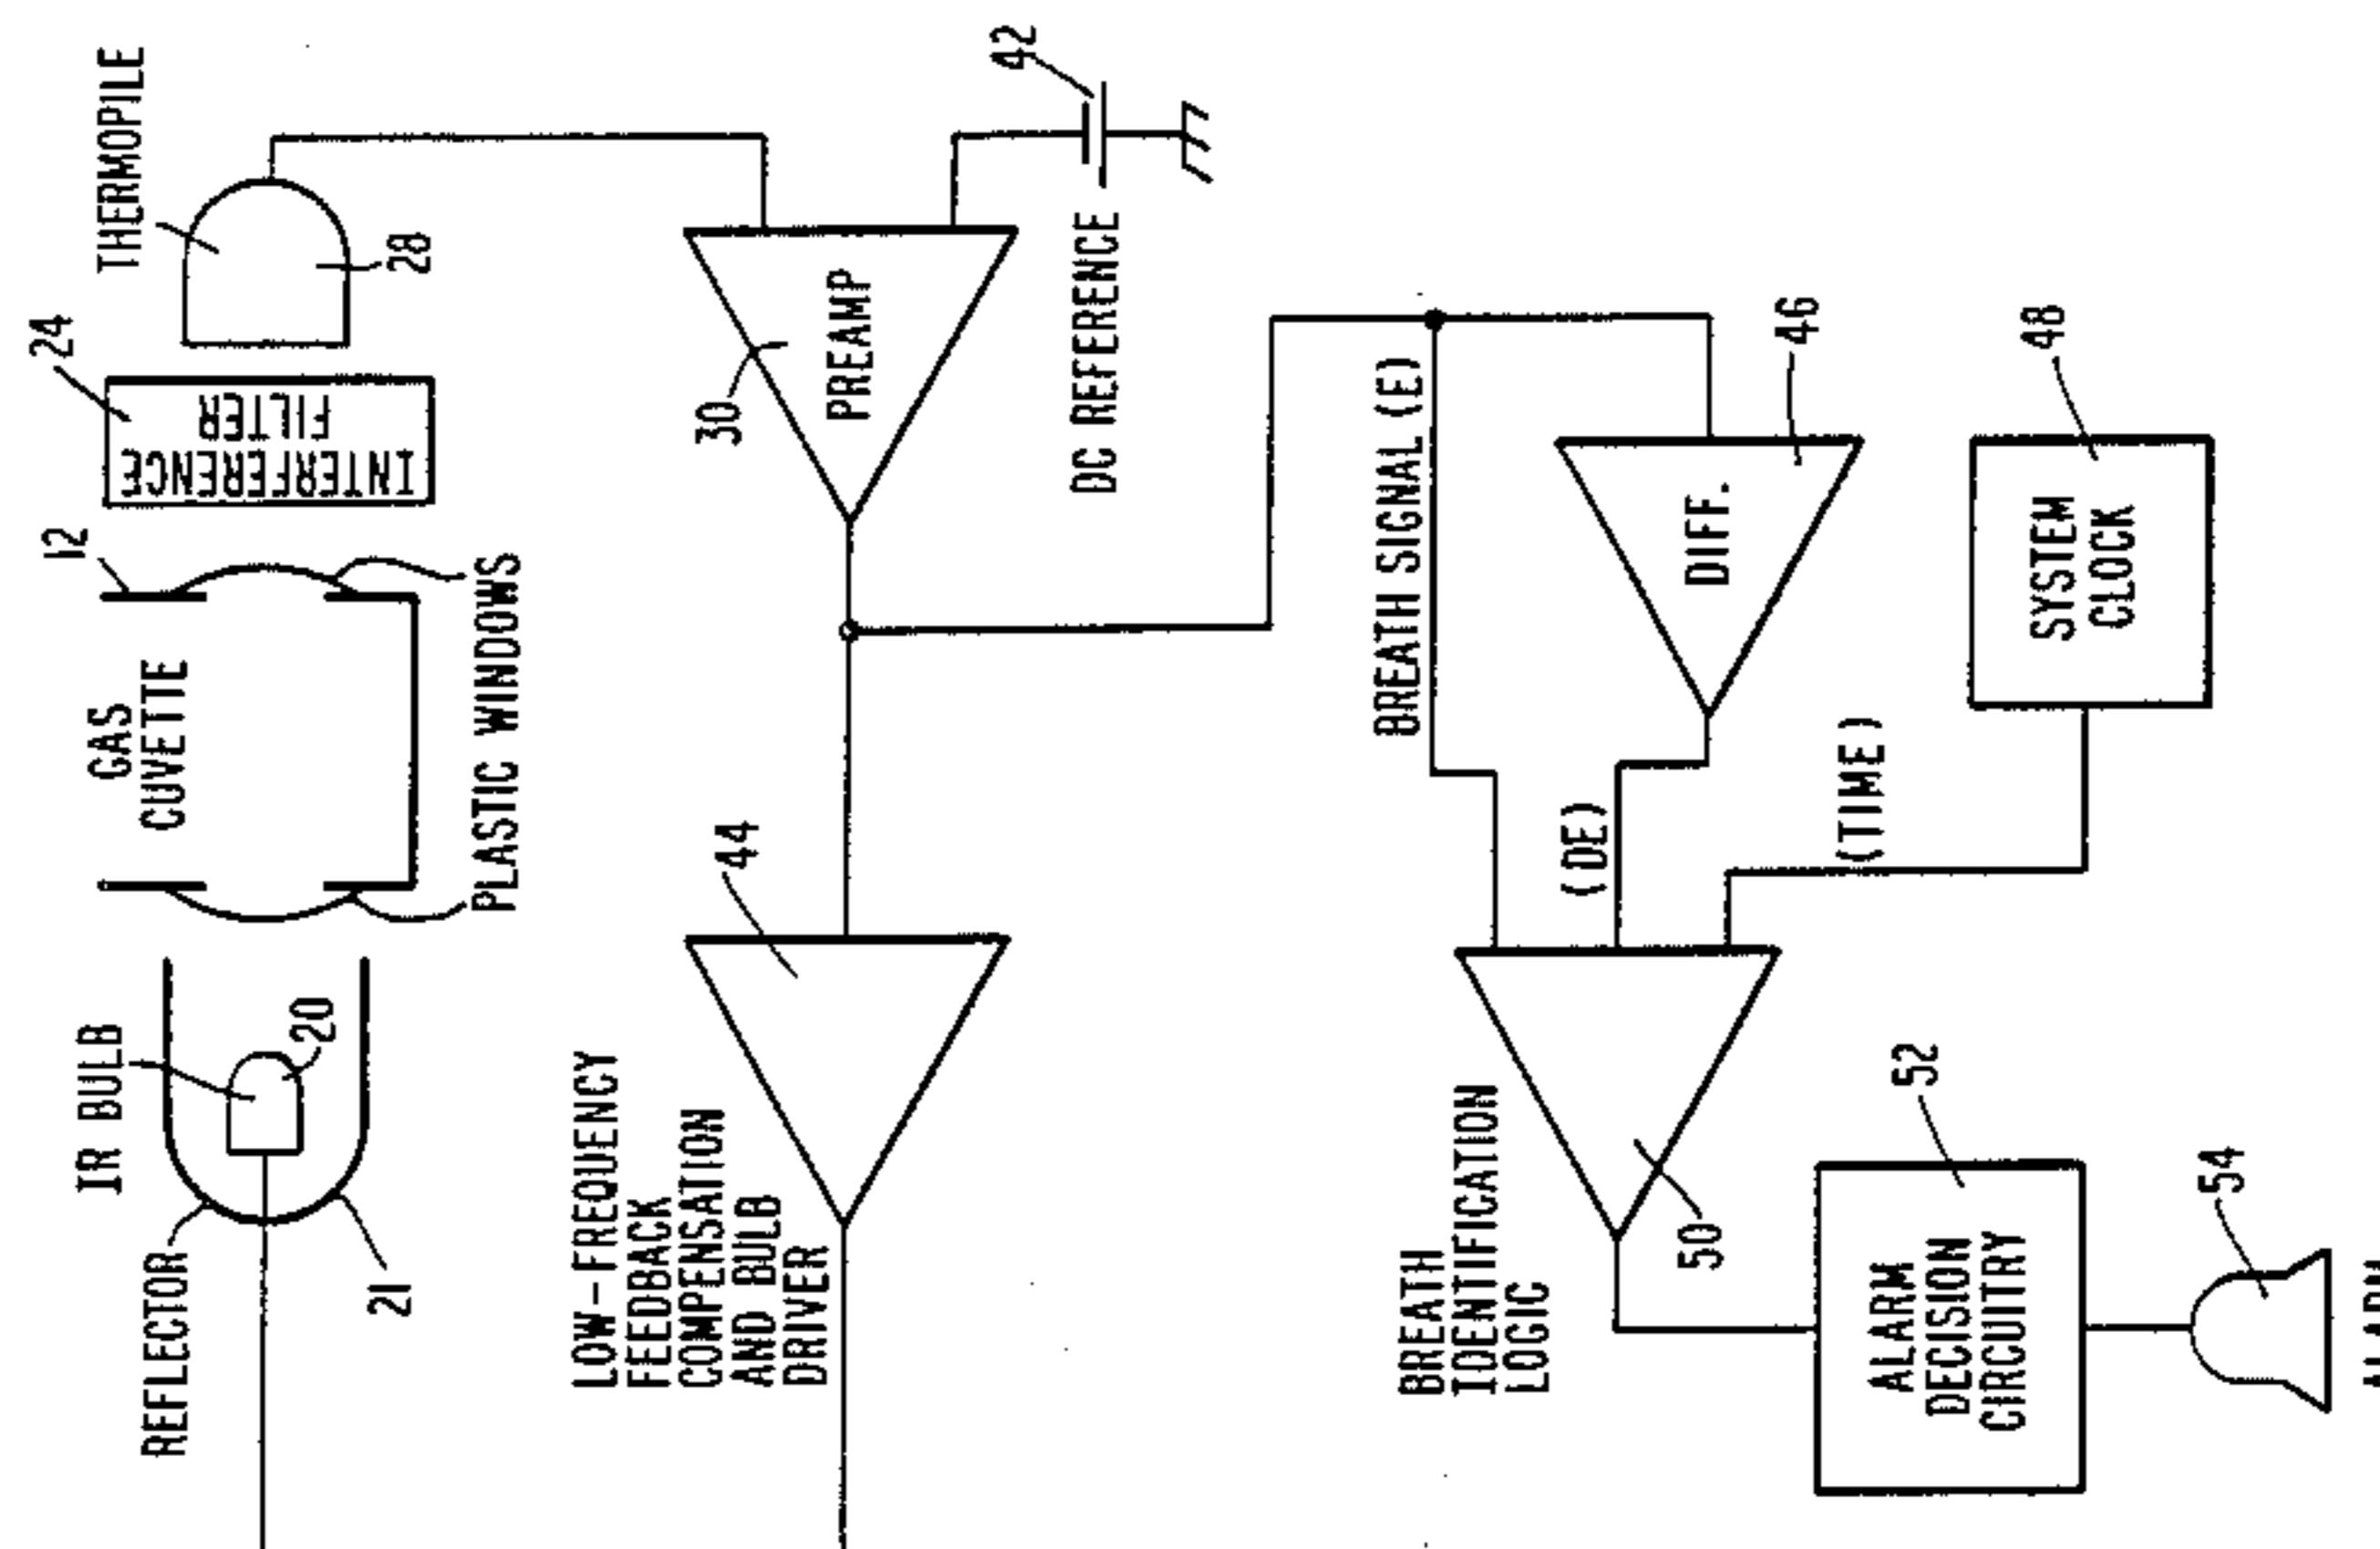 REFLECTOR
21
IR BULB
20
GAS
CUVETTE
12
PLASTIC WINDOWS
24
INTERFERENCE
FILTER
THERMOPILE
28
LOW-FREQUENCY
FEEDBACK
COMPENSATION
AND BULB
DRIVER
44
30
PREAMP
DC REFERENCE
42
BREATH SIGNAL (E)
DIFF.
46
SYSTEM
CLOCK
48
(DE)
(TIME)
BREATH
IDENTIFICATION
LOGIC
50
ALARM
DECISION
CIRCUITRY
52
54